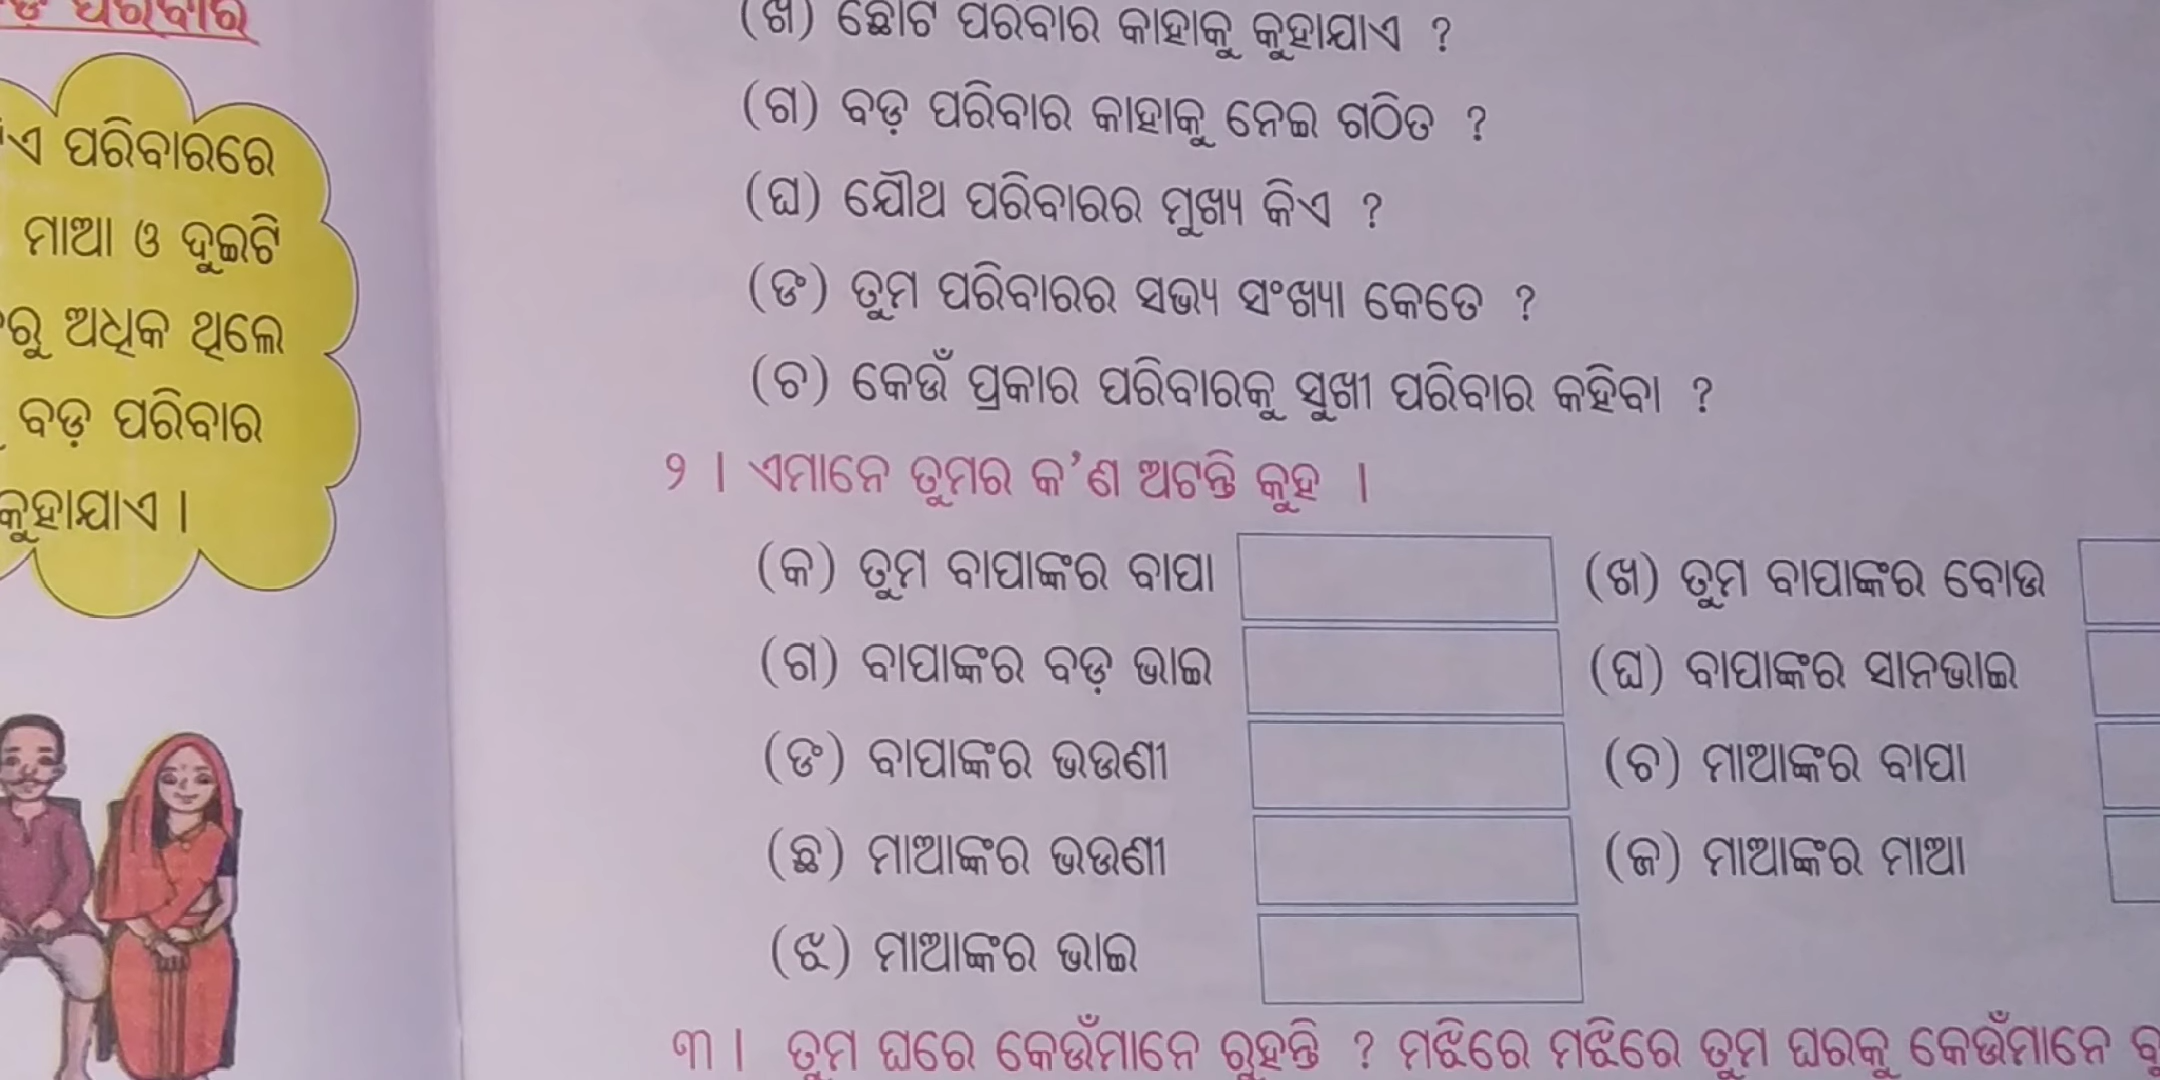 ପରିବାର
ଏ ପରିବାରରେ
ମାଆ ଓ ଦୁଇଟି
ରୁ ଅଧିକ ଥିଲେ
ବଡ଼ ପରିବାର
କୁହାଯାଏ ।
(ଖ) ଛୋଟ ପରିବାର କାହାକୁ କୁହାଯାଏ ?
(ଗ) ବଡ଼ ପରିବାର କାହାକୁ ନେଇ ଗଠିତ ?
(ଘ) ଯୌଥ ପରିବାରର ମୁଖ୍ୟ କିଏ ?
(ଙ) ତୁମ ପରିବାରର ସଭ୍ୟ ସଂଖ୍ୟା କେତେ ?
(ଚ) କେଉଁ ପ୍ରକାର ପରିବାରକୁ ସୁଖୀ ପରିବାର କହିବା ?
୨ । ଏମାନେ ତୁମର କ'ଣ ଅଟନ୍ତି କୁହ ।
(କ) ତୁମ ବାପାଙ୍କର ବାପା (ଖ) ତୁମ ବାପାଙ୍କର ବୋଉ
(ଗ) ବାପାଙ୍କର ବଡ଼ ଭାଇ (ଘ) ବାପାଙ୍କର ସାନଭାଇ
(ଙ) ବାପାଙ୍କର ଭଉଣୀ (ଚ) ମାଆଙ୍କର ବାପା
(ଛ) ମାଆଙ୍କର ଭଉଣୀ (ଜ) ମାଆଙ୍କର ମାଆ
(ଝ) ମାଆଙ୍କର ଭାଇ
୩ । ତୁମ ଘରେ କେଉଁମାନେ ରୁହନ୍ତି ? ମଝିରେ ମଝିରେ ତୁମ ଘରକୁ କେଉଁମାନେ